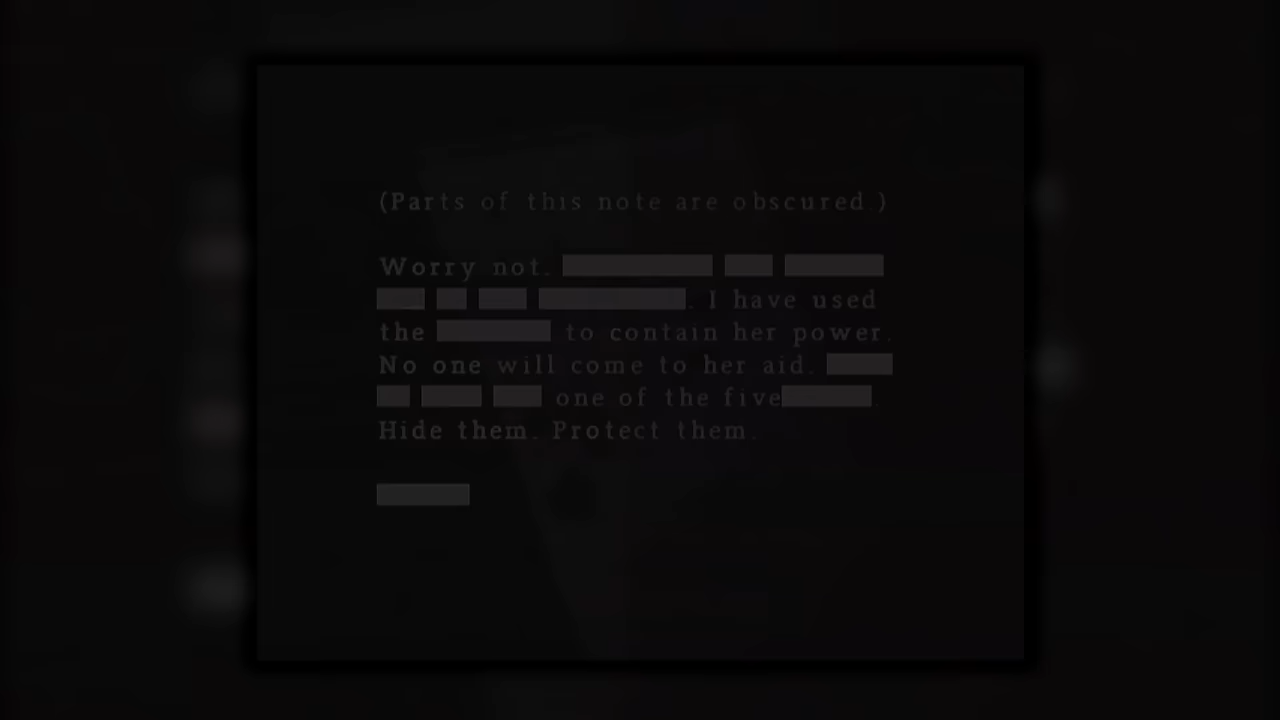 (Parts of this note are obscured.)
Worry not.
. I have used
the to contain her power.
No one will come to her aid.
one of the five
Hide them. Protect them.